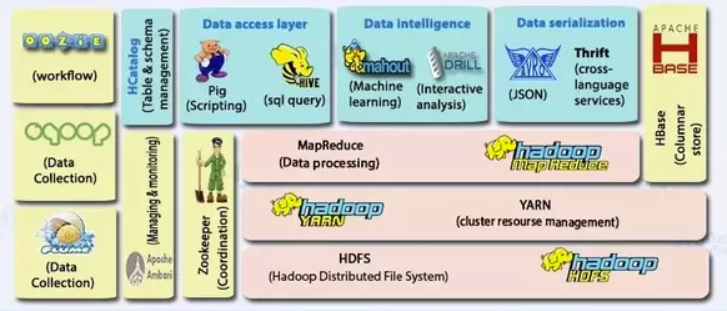 OOZIE
(workflow)
HCatalog
(Table & schema
management)
Data access layer
Pig
(Scripting)
HIVE
(sql query)
Data intelligence
mahout
(Machine
learning)
APACHE
DRILL
(Interactive
analysis)
Data serialization
AVRO
(JSON)
Thrift
(cross-
language
services)
APACHE
H
BASE
HBase
(Columnar
store)
sqoop
(Data
Collection)
flume
(Data
Collection)
(Managing & monitoring)
Apache
Ambari
Zookeeper
(Coordination)
MapReduce
(Data processing)
hadoop
Map Reduce
hadoop
YARN
YARN
(cluster resourse management)
HDFS
(Hadoop Distributed File System)
hadoop
HDFS